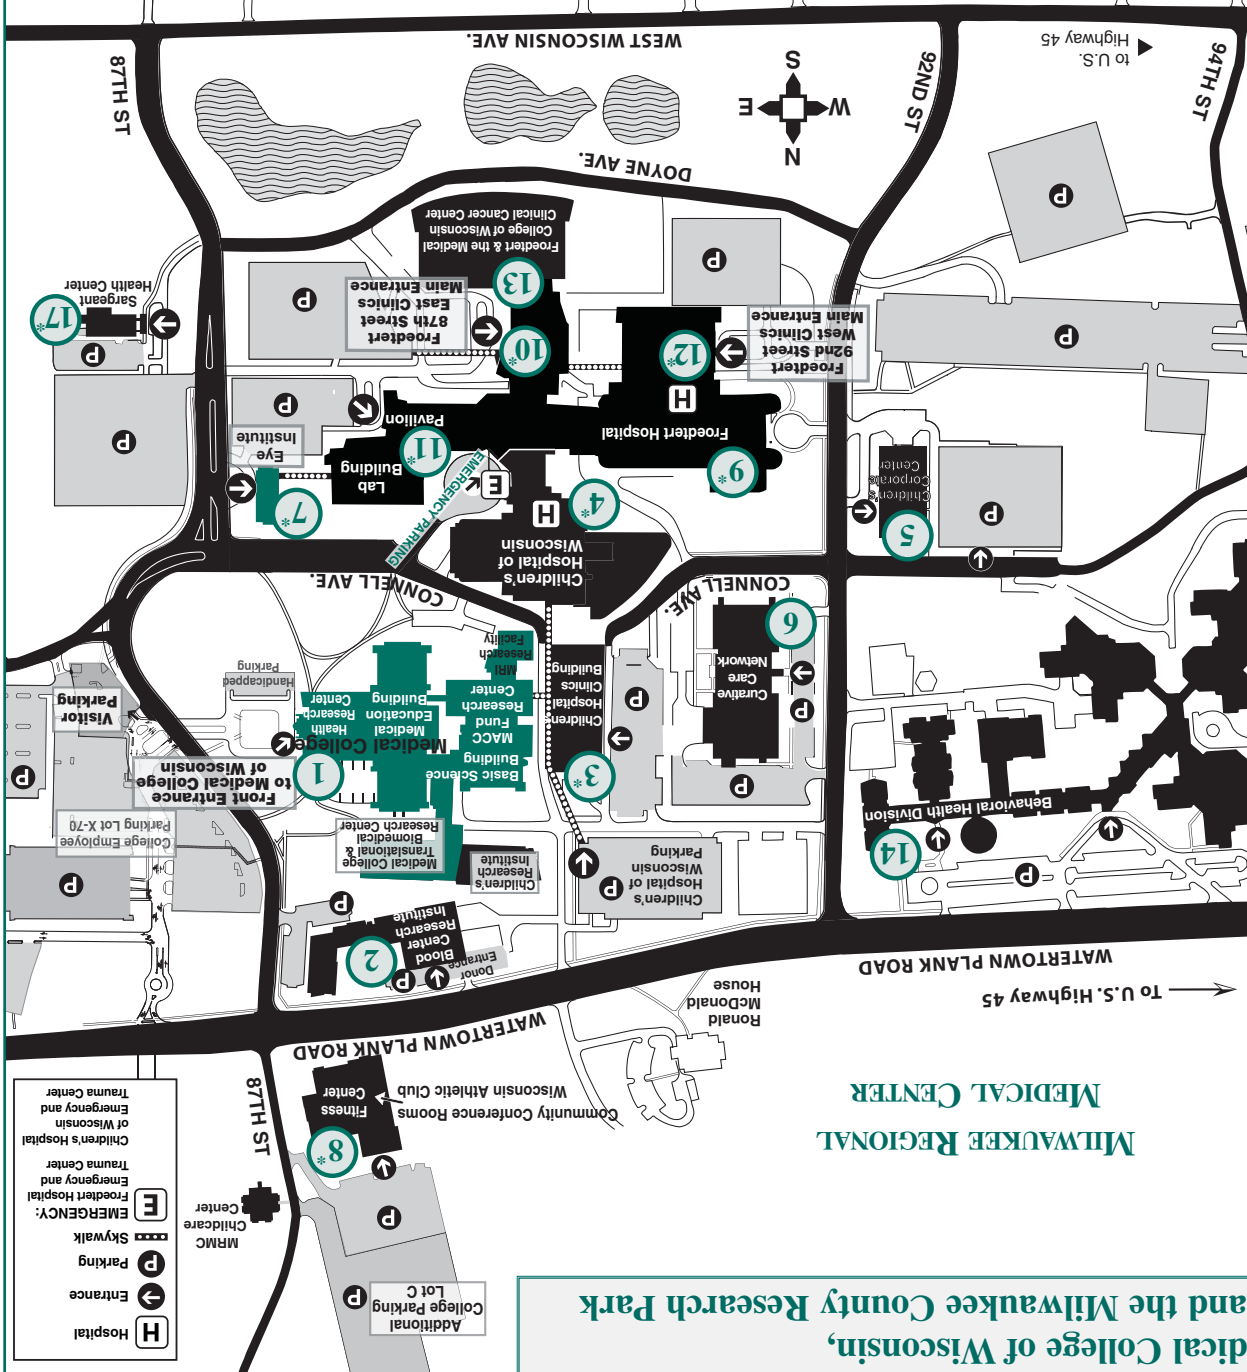 dical College of Wisconsin,
and the Milwaukee County Research Park
MILWAUKEE REGIONAL
MEDICAL CENTER
Additional
College Parking
Lot C
P
P
H Hospital
Entrance
P Parking
Skywalk
E EMERGENCY:
Froedtert Hospital
Emergency and
Trauma Center
Children's Hospital
of Wisconsin
Emergency and
Trauma Center
MRMC
Childcare
Center
87TH ST
8*
Fitness
Center
Community Conference Rooms
Wisconsin Athletic Club
WATERTOWN PLANK ROAD
To U.S. Highway 45
WATERTOWN PLANK ROAD
Ronald
McDonald
House
Donor
Entrance
P
2
Blood
Center
Research
Institute
P
P
14
Behavioral Health Division
Children's
Hospital of
Wisconsin
Parking
P
Children's
Research
Institute
Medical College
Translational &
Biomedical
Research Center
P
College Employee
Parking Lot X-70
Front Entrance
to Medical College
of Wisconsin
P
P
3*
1
Basic Science
Building
Medical College
MACC
Fund
Research
Center
Medical
Education
Building
Health
Research
Center
MRI
Research
Facility
Visitor
Parking
Handicapped
Parking
P
P
Curative
Care
Network
6
Children's
Hospital
Clinics
Building
CONNELL AVE.
CONNELL AVE.
5
Children's
Corporate
Center
P
Children's
Hospital of
Wisconsin
H
4*
E
EMERGENCY PARKING
7*
Eye
Institute
9*
Froedtert Hospital
H
12*
11*
Lab
Building
Pavilion
P
P
P
Froedtert
92nd Street
West Clinics
Main Entrance
10*
Froedtert
87th Street
East Clinics
Main Entrance
P
P
17*
Sargeant
Health Center
13
Froedtert & the Medical
College of Wisconsin
Clinical Cancer Center
P
P
DOYNE AVE.
N
W
E
S
94TH ST
92ND ST
87TH ST
to U.S.
Highway 45
WEST WISCONSIN AVE.